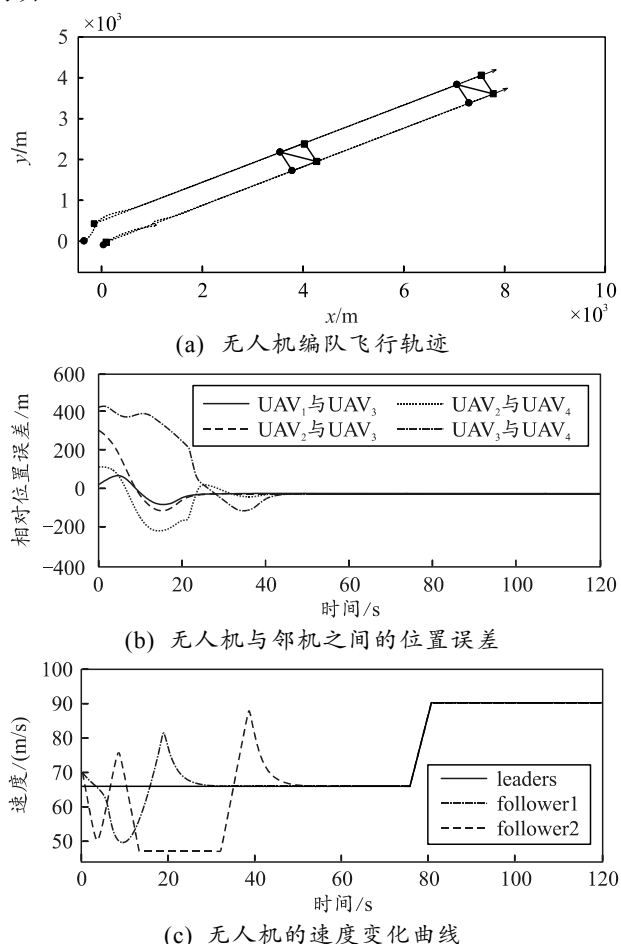 ×10³
5
4
3
2
1
0
y/m
0 2 4 6 8 10
x/m
×10³
(a) 无人机编队飞行轨迹
600
400
200
0
−200
−400
相对位置误差/m
UAV₁与UAV₃ UAV₂与UAV₄
UAV₂与UAV₃ UAV₃与UAV₄
0 20 40 60 80 100 120
时间/s
(b) 无人机与邻机之间的位置误差
100
90
80
70
60
50
速度/(m/s)
leaders
follower1
follower2
0 20 40 60 80 100 120
时间/s
(c) 无人机的速度变化曲线